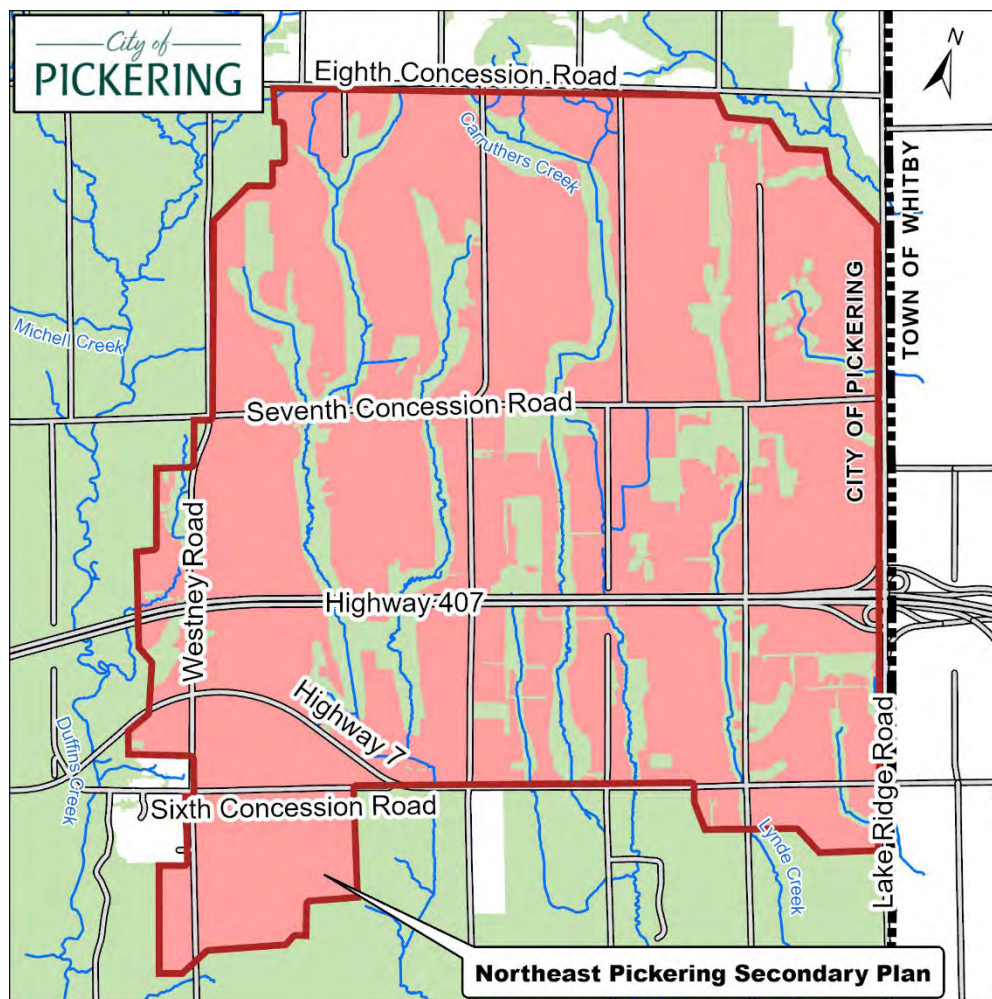 City of
PICKERING
N
Eighth Concession Road
Carruthers Creek
TOWN OF WHITBY
CITY OF PICKERING
Michell Creek
Seventh Concession Road
Westney Road
Highway 407
Highway 7
Duffins Creek
Sixth Concession Road
Lynde Creek
Lake Ridge Road
Northeast Pickering Secondary Plan